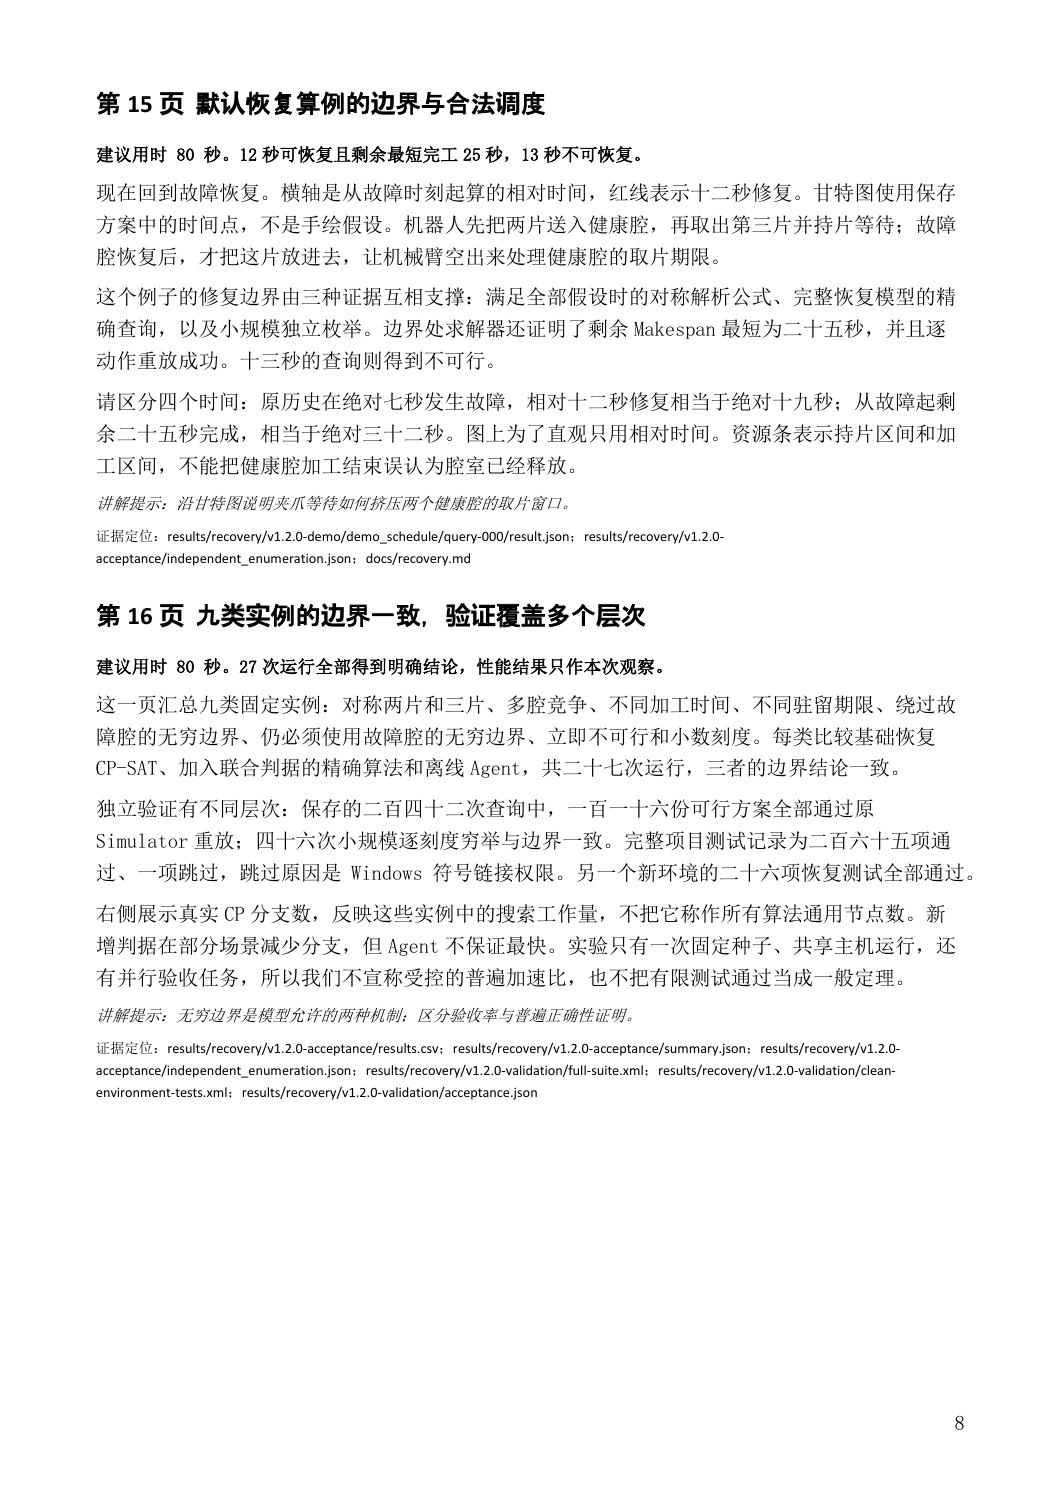 第 15 页 默认恢复算例的边界与合法调度
建议用时 80 秒。12 秒可恢复且剩余最短完工 25 秒，13 秒不可恢复。
现在回到故障恢复。横轴是从故障时刻起算的相对时间，红线表示十二秒修复。甘特图使用保存
方案中的时间点，不是手绘假设。机器人先把两片送入健康腔，再取出第三片并持片等待；故障
腔恢复后，才把这片放进去，让机械臂空出来处理健康腔的取片期限。
这个例子的修复边界由三种证据互相支撑：满足全部假设时的对称解析公式、完整恢复模型的精
确查询，以及小规模独立枚举。边界处求解器还证明了剩余 Makespan 最短为二十五秒，并且逐
动作重放成功。十三秒的查询则得到不可行。
请区分四个时间：原历史在绝对七秒发生故障，相对十二秒修复相当于绝对十九秒；从故障起剩
余二十五秒完成，相当于绝对三十二秒。图上为了直观只用相对时间。资源条表示持片区间和加
工区间，不能把健康腔加工结束误认为腔室已经释放。
讲解提示：沿甘特图说明夹爪等待如何挤压两个健康腔的取片窗口。
证据定位：results/recovery/v1.2.0-demo/demo_schedule/query-000/result.json；results/recovery/v1.2.0-
acceptance/independent_enumeration.json；docs/recovery.md
第 16 页 九类实例的边界一致，验证覆盖多个层次
建议用时 80 秒。27 次运行全部得到明确结论，性能结果只作本次观察。
这一页汇总九类固定实例：对称两片和三片、多腔竞争、不同加工时间、不同驻留期限、绕过故
障腔的无穷边界、仍必须使用故障腔的无穷边界、立即不可行和小数刻度。每类比较基础恢复
CP-SAT、加入联合判据的精确算法和离线 Agent，共二十七次运行，三者的边界结论一致。
独立验证有不同层次：保存的二百四十二次查询中，一百一十六份可行方案全部通过原
Simulator 重放；四十六次小规模逐刻度穷举与边界一致。完整项目测试记录为二百六十五项通
过、一项跳过，跳过原因是 Windows 符号链接权限。另一个新环境的二十六项恢复测试全部通过。
右侧展示真实 CP 分支数，反映这些实例中的搜索工作量，不把它称作所有算法通用节点数。新
增判据在部分场景减少分支，但 Agent 不保证最快。实验只有一次固定种子、共享主机运行，还
有并行验收任务，所以我们不宣称受控的普遍加速比，也不把有限测试通过当成一般定理。
讲解提示：无穷边界是模型允许的两种机制；区分验收率与普遍正确性证明。
证据定位：results/recovery/v1.2.0-acceptance/results.csv；results/recovery/v1.2.0-acceptance/summary.json；results/recovery/v1.2.0-
acceptance/independent_enumeration.json；results/recovery/v1.2.0-validation/full-suite.xml；results/recovery/v1.2.0-validation/clean-
environment-tests.xml；results/recovery/v1.2.0-validation/acceptance.json
8